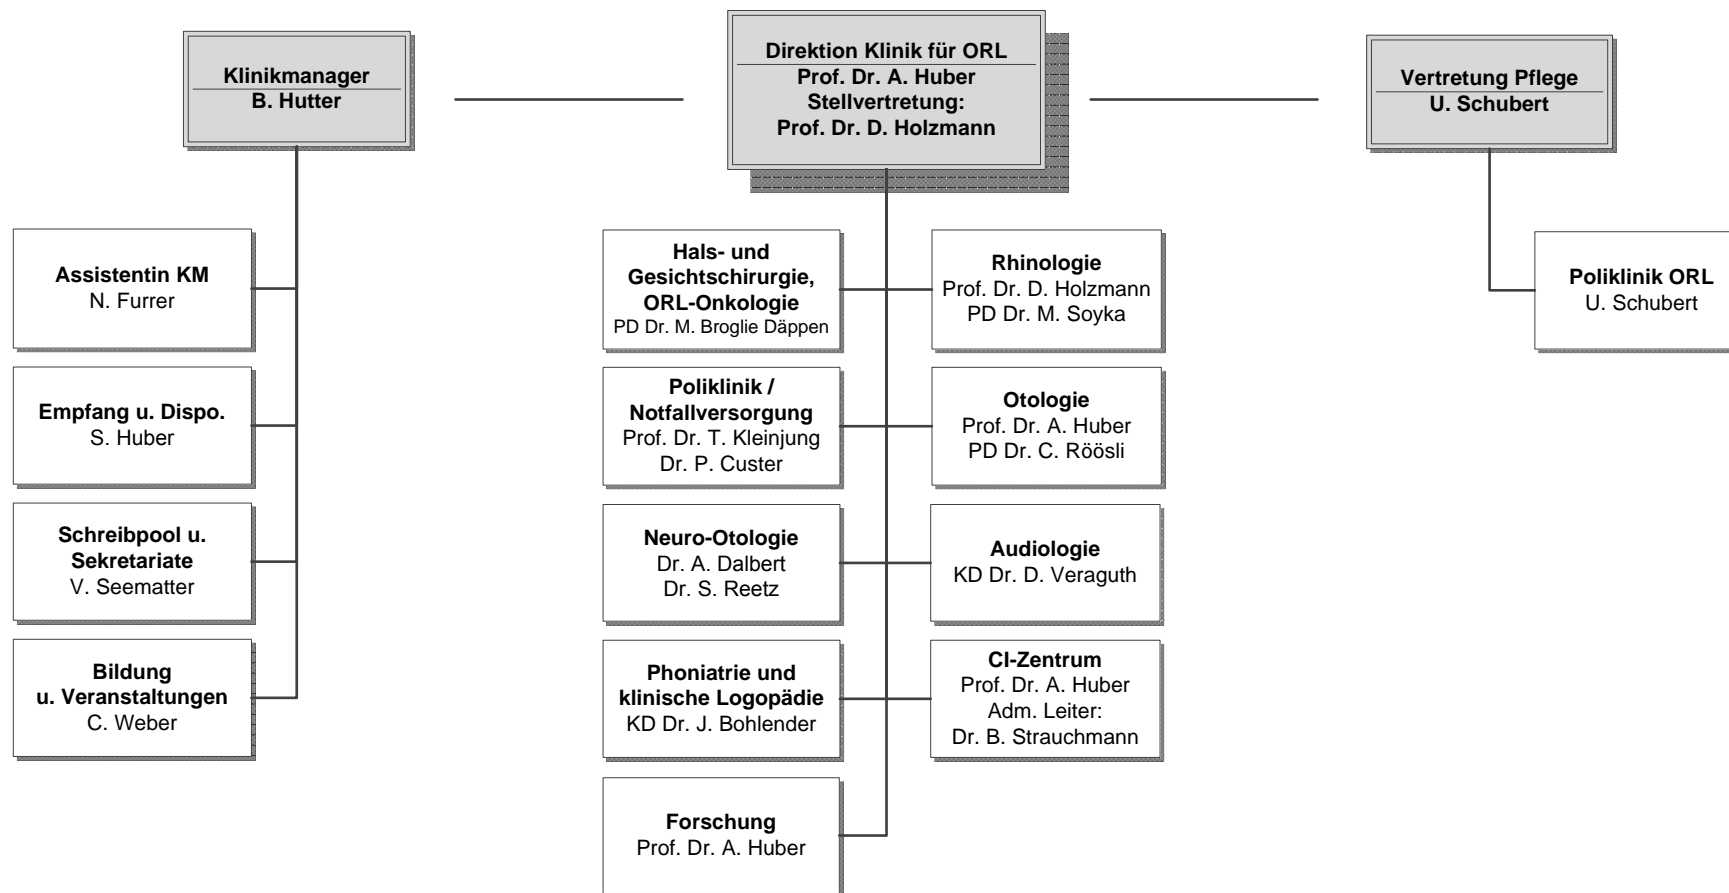 Klinikmanager
B. Hutter
Direktion Klinik für ORL
Prof. Dr. A. Huber
Stellvertretung:
Prof. Dr. D. Holzmann
Vertretung Pflege
U. Schubert
Assistentin KM
N. Furrer
Empfang u. Dispo.
S. Huber
Schreibpool u.
Sekretariate
V. Seematter
Bildung
u. Veranstaltungen
C. Weber
Hals- und
Gesichtschirurgie,
ORL-Onkologie
PD Dr. M. Broglie Däppen
Rhinologie
Prof. Dr. D. Holzmann
PD Dr. M. Soyka
Poliklinik /
Notfallversorgung
Prof. Dr. T. Kleinjung
Dr. P. Custer
Otologie
Prof. Dr. A. Huber
PD Dr. C. Röösli
Neuro-Otologie
Dr. A. Dalbert
Dr. S. Reetz
Audiologie
KD Dr. D. Veraguth
Phoniatrie und
klinische Logopädie
KD Dr. J. Bohlender
CI-Zentrum
Prof. Dr. A. Huber
Adm. Leiter:
Dr. B. Strauchmann
Forschung
Prof. Dr. A. Huber
Poliklinik ORL
U. Schubert